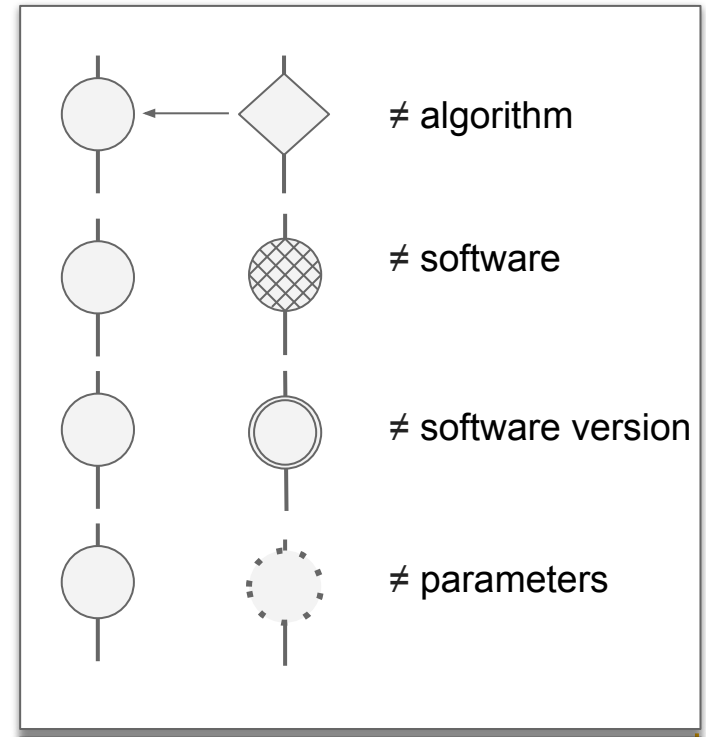 ≠ algorithm
≠ software
≠ software version
≠ parameters